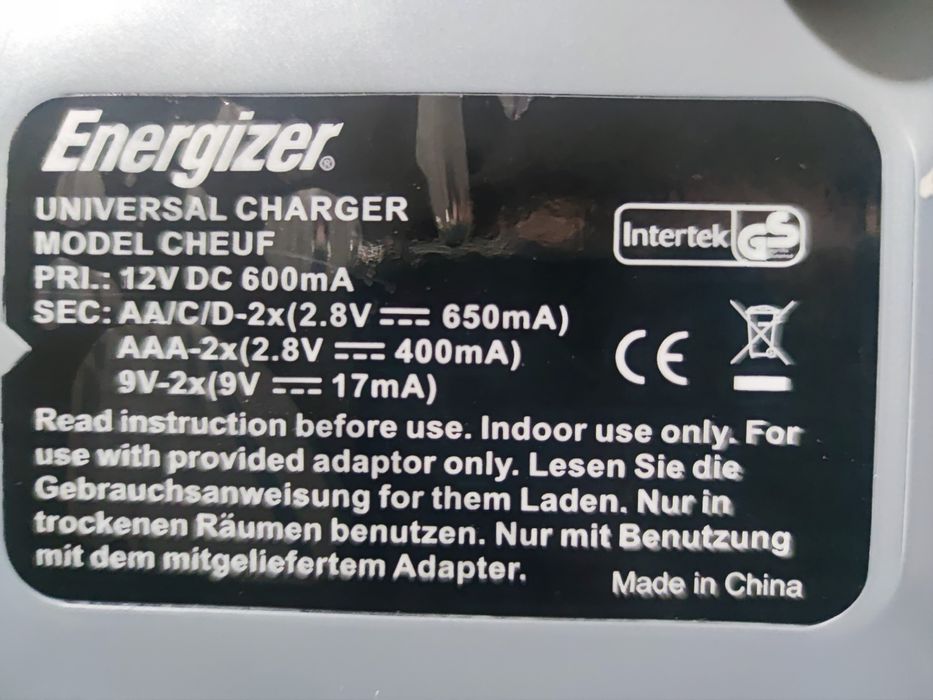 Energizer®
UNIVERSAL CHARGER
MODEL CHEUF
PRI.: 12V DC 600mA
SEC: AA/C/D-2x(2.8V ⎓ 650mA)
AAA-2x(2.8V ⎓ 400mA)
9V-2x(9V ⎓ 17mA)
Intertek GS
CE
Read instruction before use. Indoor use only. For
use with provided adaptor only. Lesen Sie die
Gebrauchsanweisung for them Laden. Nur in
trockenen Räumen benutzen. Nur mit Benutzung
mit dem mitgeliefertem Adapter.
Made in China